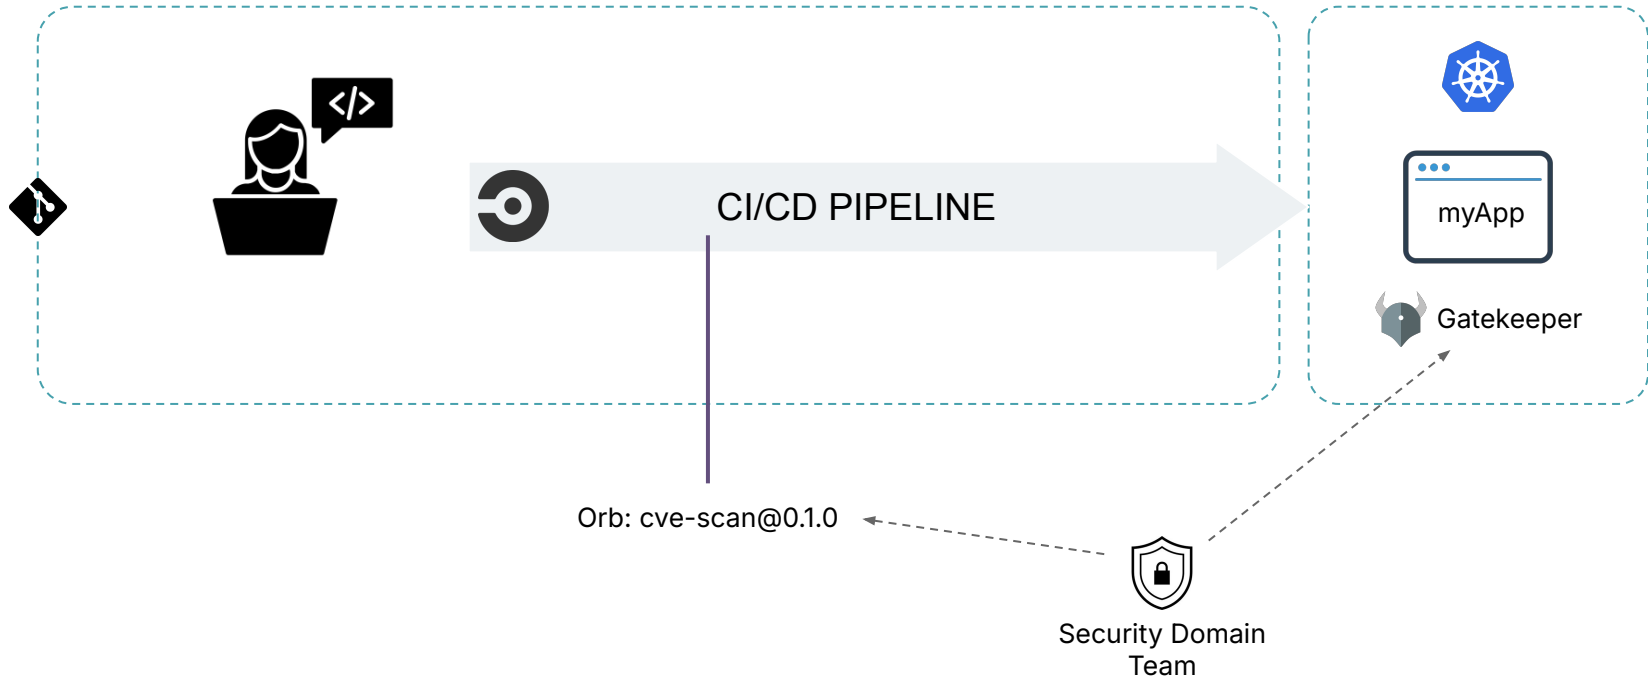 </>
CI/CD PIPELINE
myApp
Gatekeeper
Orb: cve-scan@0.1.0
Security Domain
Team